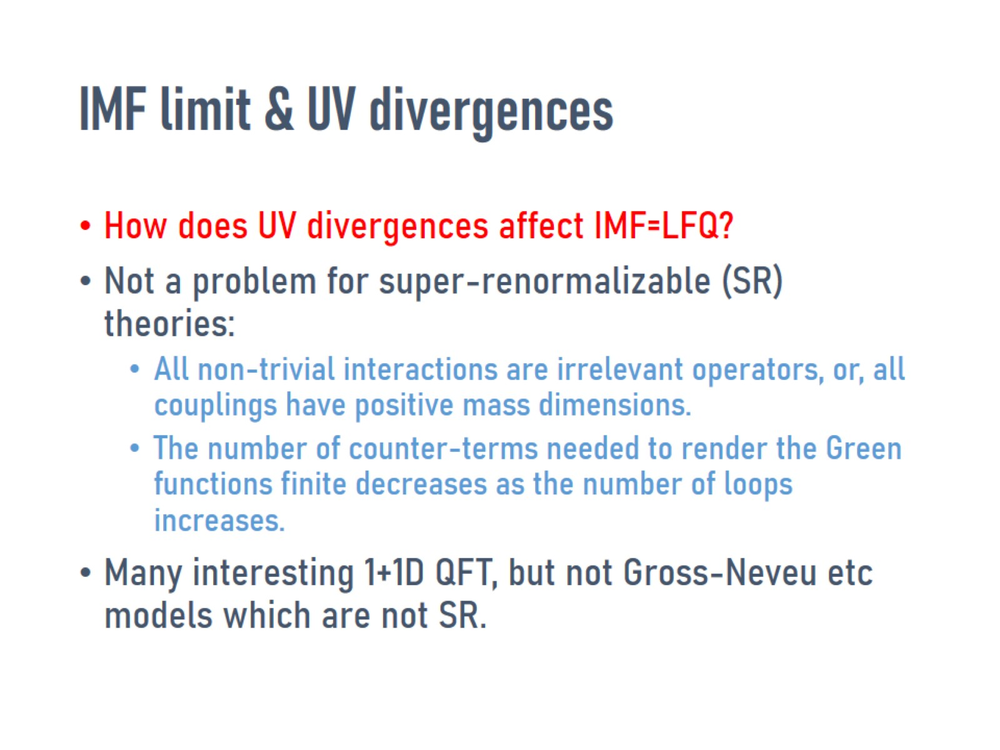 IMF limit & UV divergences
• How does UV divergences affect IMF=LFQ?
• Not a problem for super-renormalizable (SR)
theories:
• All non-trivial interactions are irrelevant operators, or, all
couplings have positive mass dimensions.
• The number of counter-terms needed to render the Green
functions finite decreases as the number of loops
increases.
• Many interesting 1+1D QFT, but not Gross-Neveu etc
models which are not SR.